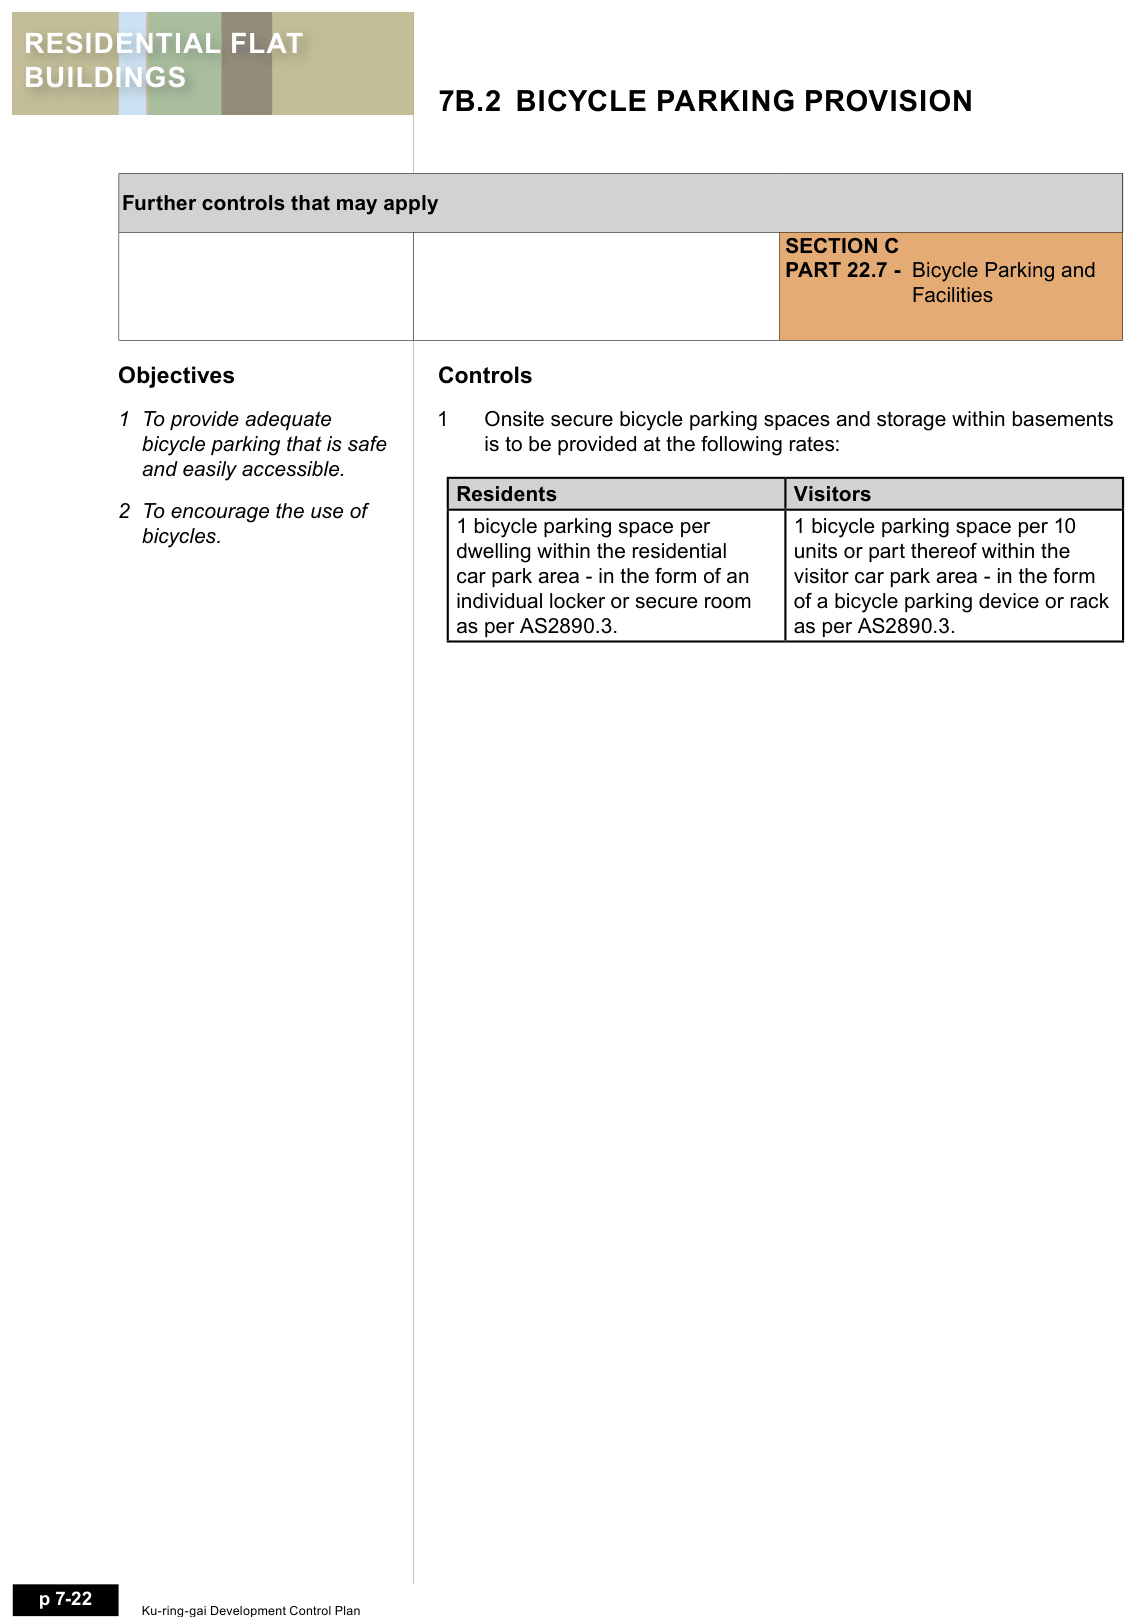 RESIDENTIAL FLAT
BUILDINGS
7B.2 BICYCLE PARKING PROVISION
Further controls that may apply
SECTION C
PART 22.7 - Bicycle Parking and
Facilities
Objectives
1 To provide adequate
bicycle parking that is safe
and easily accessible.
2 To encourage the use of
bicycles.
Controls
1 Onsite secure bicycle parking spaces and storage within basements
is to be provided at the following rates:
Residents
1 bicycle parking space per
dwelling within the residential
car park area - in the form of an
individual locker or secure room
as per AS2890.3.
Visitors
1 bicycle parking space per 10
units or part thereof within the
visitor car park area - in the form
of a bicycle parking device or rack
as per AS2890.3.
p 7-22
Ku-ring-gai Development Control Plan